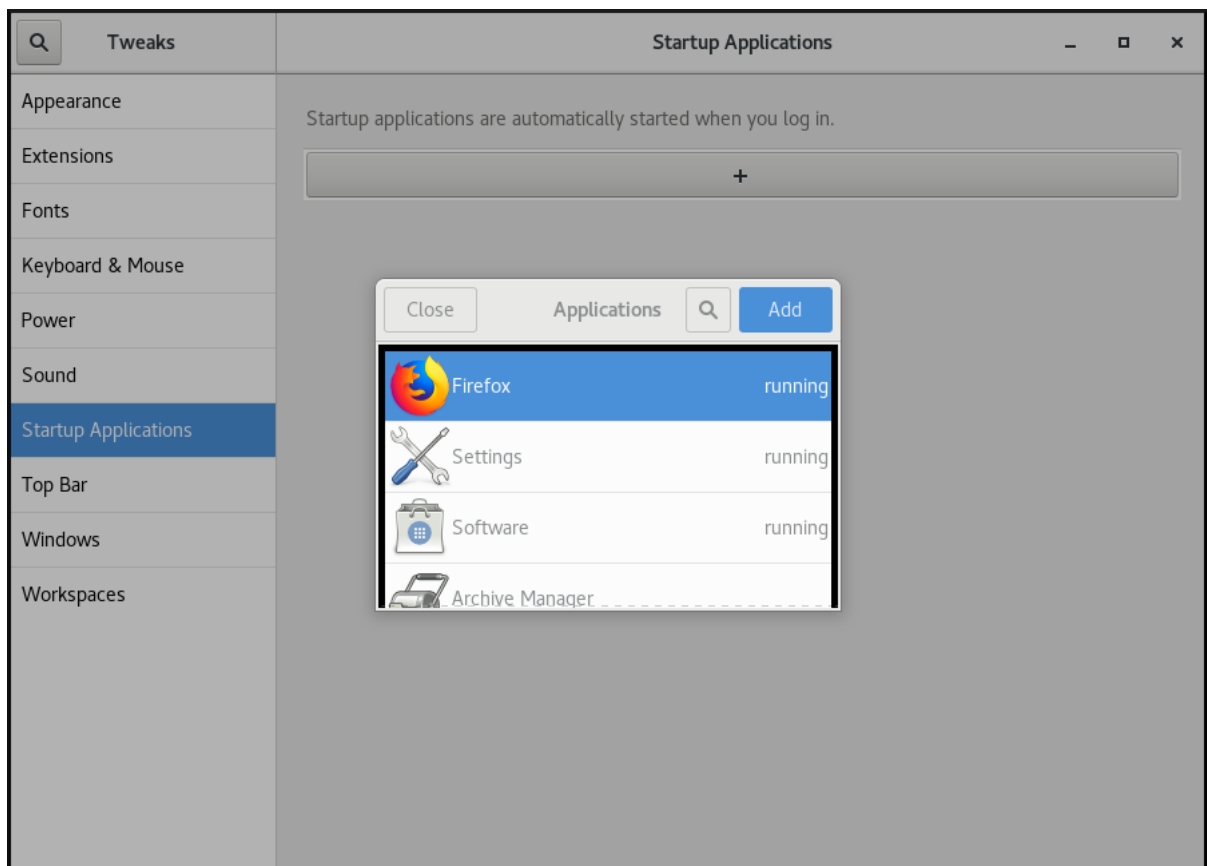 Tweaks
Startup Applications
Appearance
Extensions
Fonts
Keyboard & Mouse
Power
Sound
Startup Applications
Top Bar
Windows
Workspaces
Startup applications are automatically started when you log in.
+
Close Applications Add
Firefox running
Settings running
Software running
Archive Manager